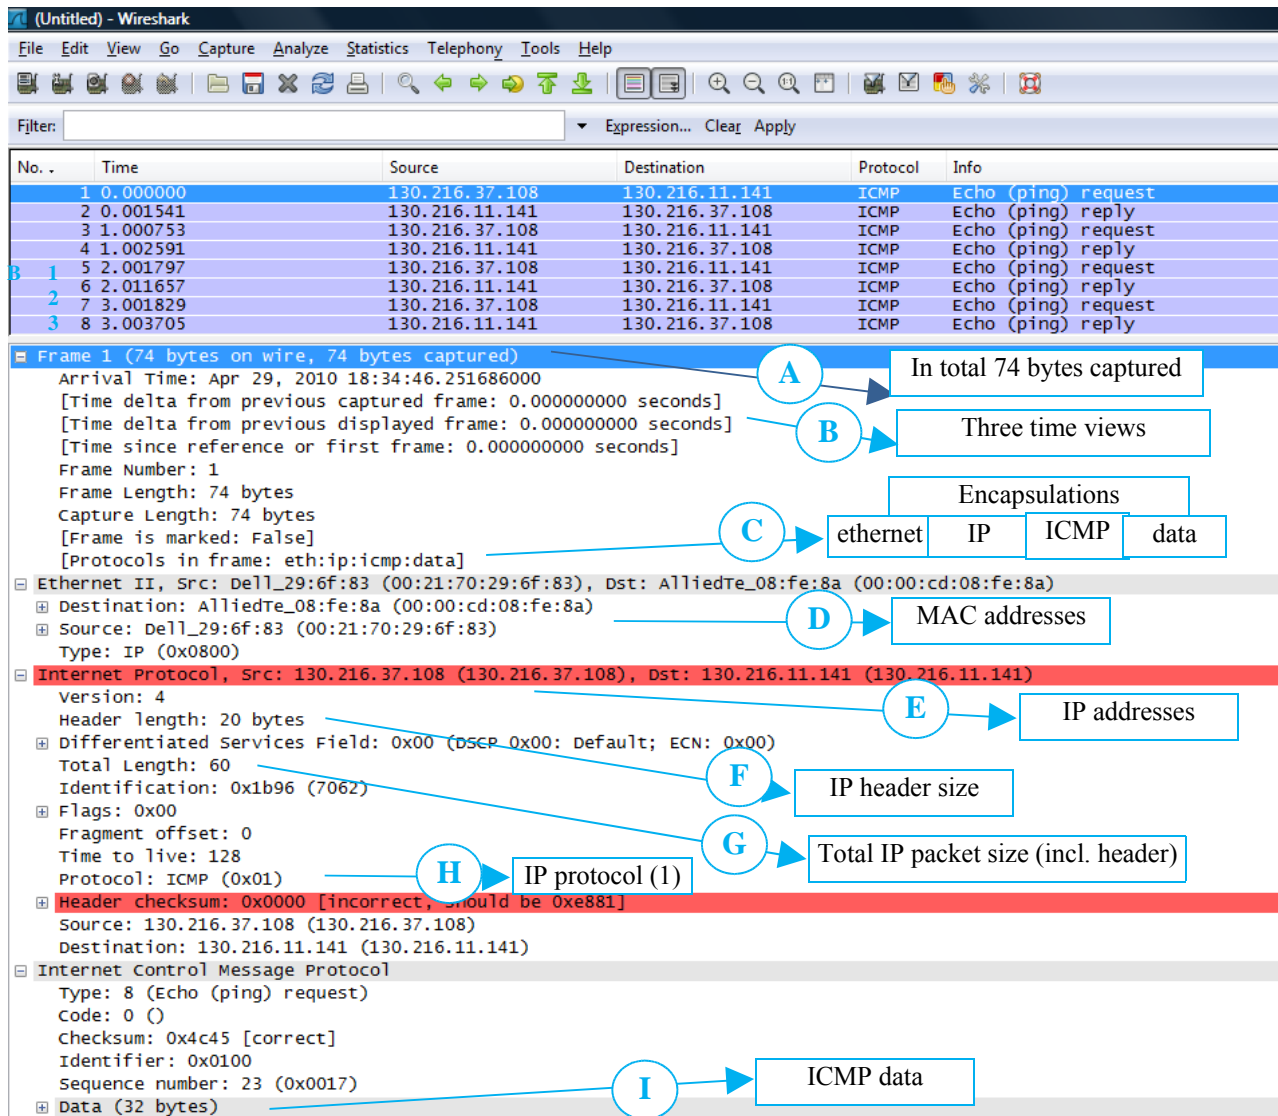 (Untitled) - Wireshark
File Edit View Go Capture Analyze Statistics Telephony Tools Help
Filter: Expression... Clear Apply
No. . Time Source Destination Protocol Info
1 0.000000 130.216.37.108 130.216.11.141 ICMP Echo (ping) request
2 0.001541 130.216.11.141 130.216.37.108 ICMP Echo (ping) reply
3 1.000753 130.216.37.108 130.216.11.141 ICMP Echo (ping) request
4 1.002591 130.216.11.141 130.216.37.108 ICMP Echo (ping) reply
B 1 5 2.001797 130.216.37.108 130.216.11.141 ICMP Echo (ping) request
2 6 2.011657 130.216.11.141 130.216.37.108 ICMP Echo (ping) reply
7 3.001829 130.216.37.108 130.216.11.141 ICMP Echo (ping) request
3 8 3.003705 130.216.11.141 130.216.37.108 ICMP Echo (ping) reply
Frame 1 (74 bytes on wire, 74 bytes captured)
A In total 74 bytes captured
Arrival Time: Apr 29, 2010 18:34:46.251686000
[Time delta from previous captured frame: 0.000000000 seconds]
[Time delta from previous displayed frame: 0.000000000 seconds]
B Three time views
[Time since reference or first frame: 0.000000000 seconds]
Frame Number: 1
Frame Length: 74 bytes
Encapsulations
Capture Length: 74 bytes
[Frame is marked: False]
C ethernet IP ICMP data
[Protocols in frame: eth:ip:icmp:data]
Ethernet II, Src: Dell_29:6f:83 (00:21:70:29:6f:83), Dst: AlliedTe_08:fe:8a (00:00:cd:08:fe:8a)
Destination: AlliedTe_08:fe:8a (00:00:cd:08:fe:8a)
D MAC addresses
Source: Dell_29:6f:83 (00:21:70:29:6f:83)
Type: IP (0x0800)
Internet Protocol, Src: 130.216.37.108 (130.216.37.108), Dst: 130.216.11.141 (130.216.11.141)
Version: 4
E IP addresses
Header length: 20 bytes
Differentiated Services Field: 0x00 (DSCP 0x00: Default; ECN: 0x00)
Total Length: 60
Identification: 0x1b96 (7062)
F IP header size
Flags: 0x00
Fragment offset: 0
G Total IP packet size (incl. header)
Time to live: 128
Protocol: ICMP (0x01)
H IP protocol (1)
Header checksum: 0x0000 [incorrect, should be 0xe881]
Source: 130.216.37.108 (130.216.37.108)
Destination: 130.216.11.141 (130.216.11.141)
Internet Control Message Protocol
Type: 8 (Echo (ping) request)
Code: 0 ()
Checksum: 0x4c45 [correct]
Identifier: 0x0100
Sequence number: 23 (0x0017)
I ICMP data
Data (32 bytes)